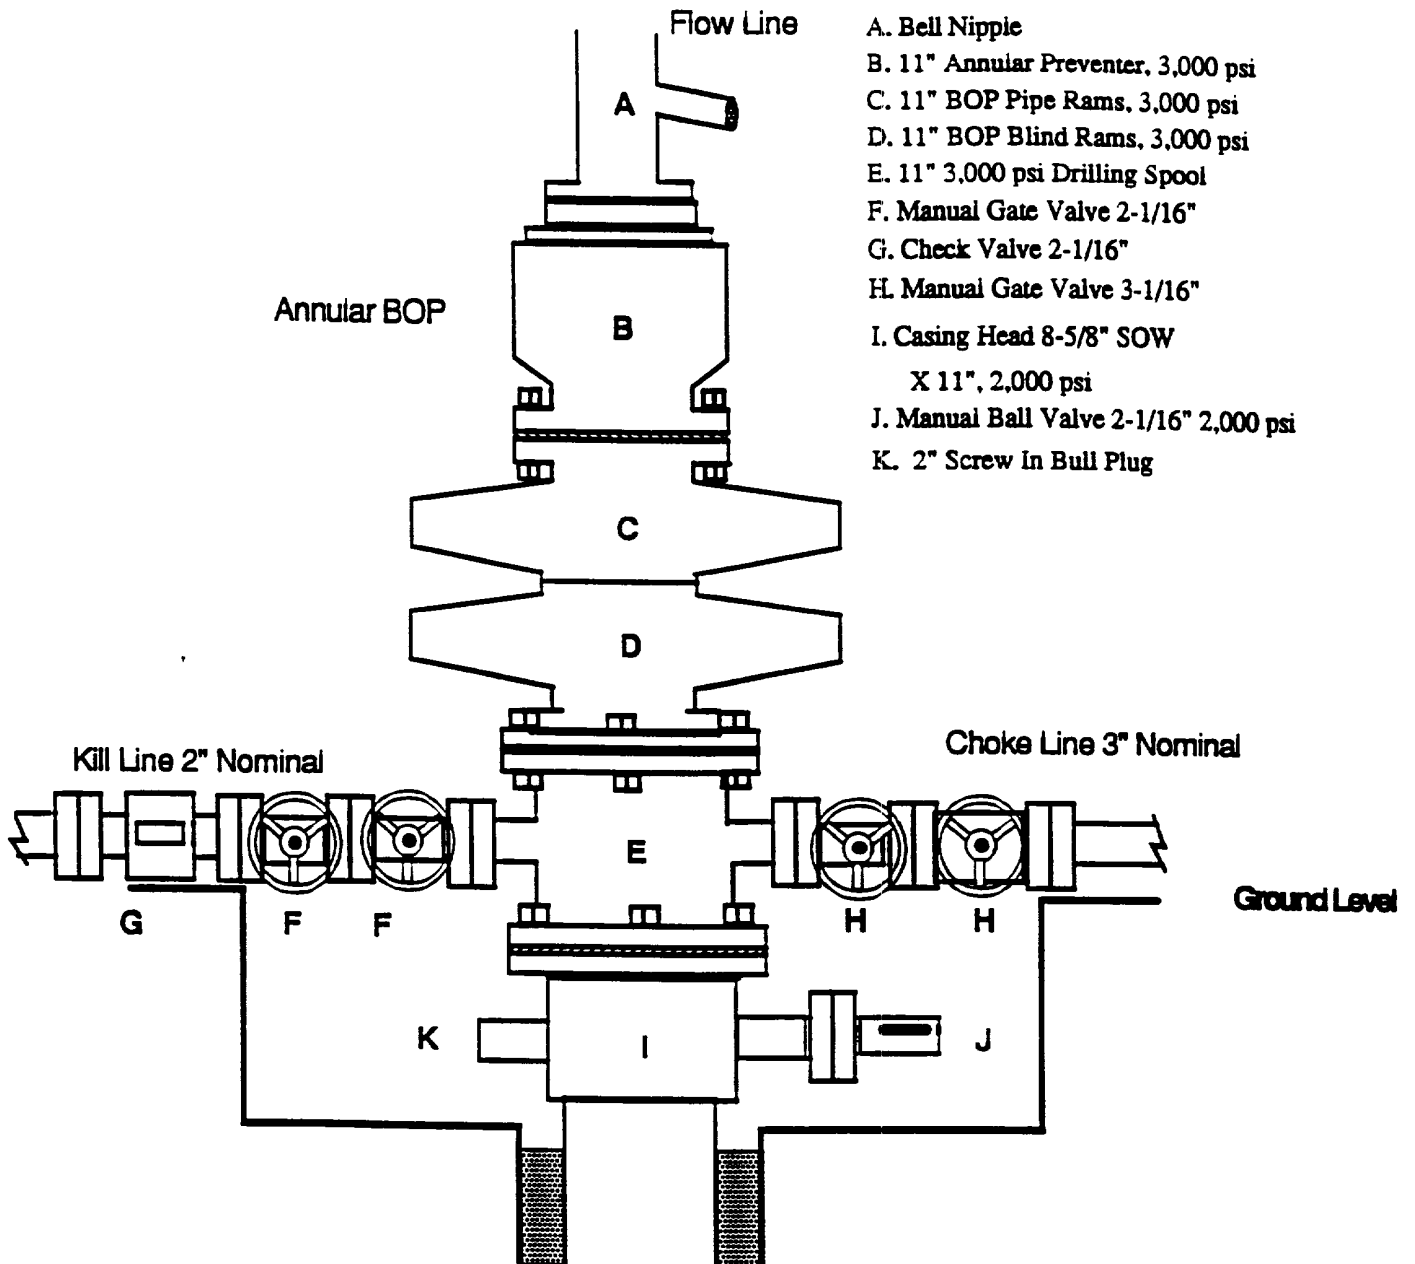 Flow Line
A. Bell Nipple
B. 11" Annular Preventer, 3,000 psi
C. 11" BOP Pipe Rams, 3,000 psi
D. 11" BOP Blind Rams, 3,000 psi
E. 11" 3,000 psi Drilling Spool
F. Manual Gate Valve 2-1/16"
G. Check Valve 2-1/16"
H. Manual Gate Valve 3-1/16"
I. Casing Head 8-5/8" SOW
X 11", 2,000 psi
J. Manual Ball Valve 2-1/16" 2,000 psi
K. 2" Screw In Bull Plug
A
Annular BOP
B
C
D
Kill Line 2" Nominal
Choke Line 3" Nominal
E
Ground Level
G
F
F
H
H
K
I
J